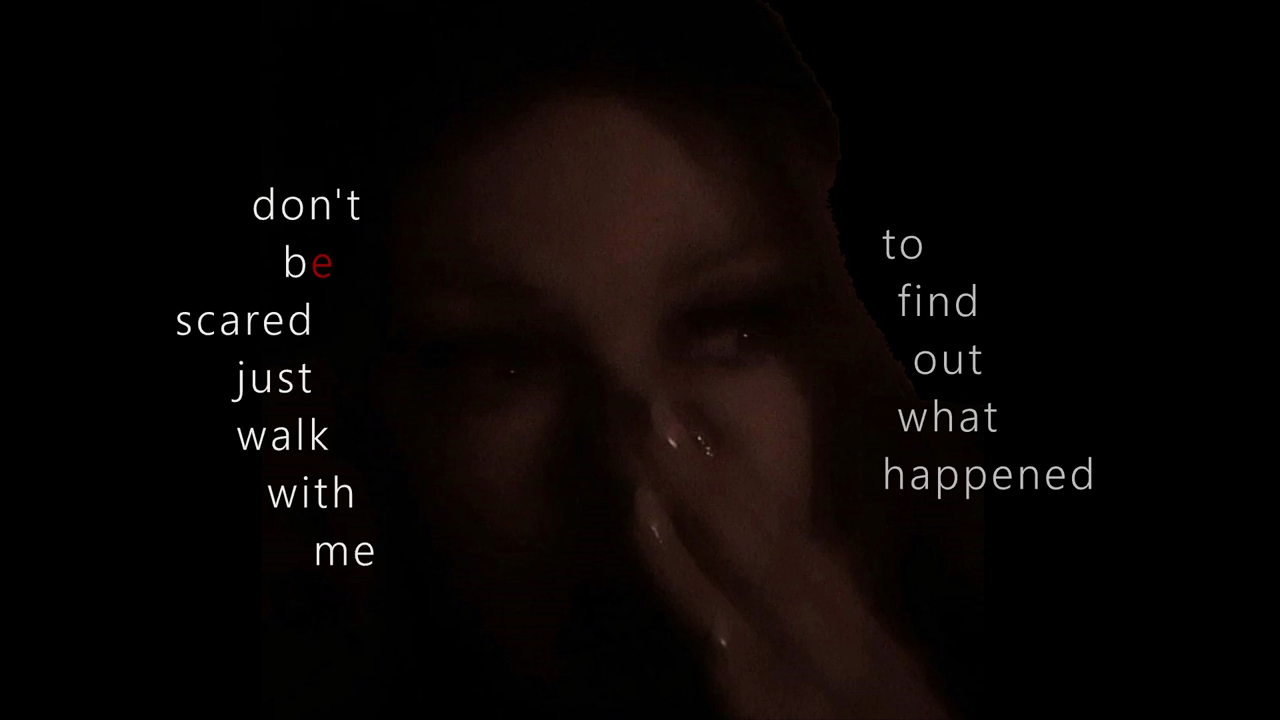 don't
be
scared
just
walk
with
me
to
find
out
what
happened